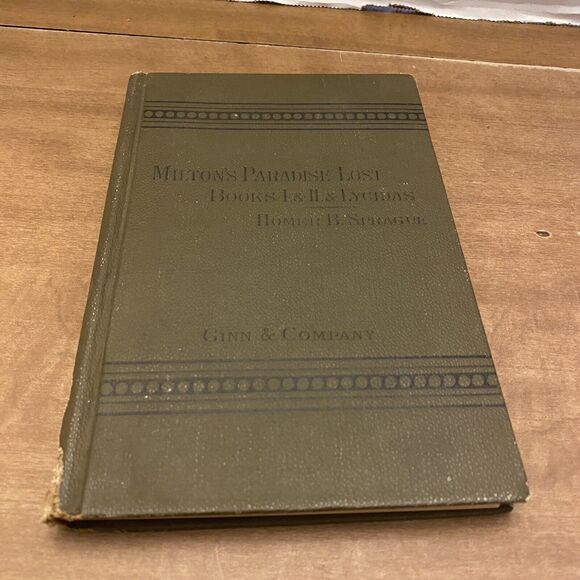 MILTON'S PARADISE LOST
BOOKS I. & II. & LYCIDAS
HOMER B. SPRAGUE
GINN & COMPANY